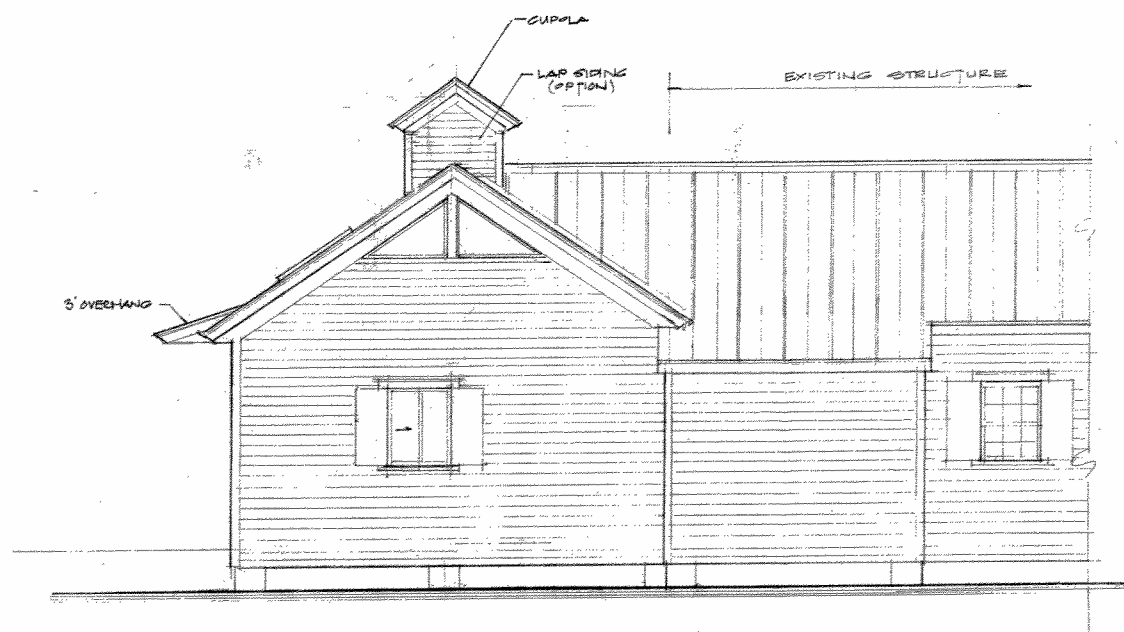 CUPOLA
LAP SIDING
(OPTION)
EXISTING STRUCTURE
3' OVERHANG